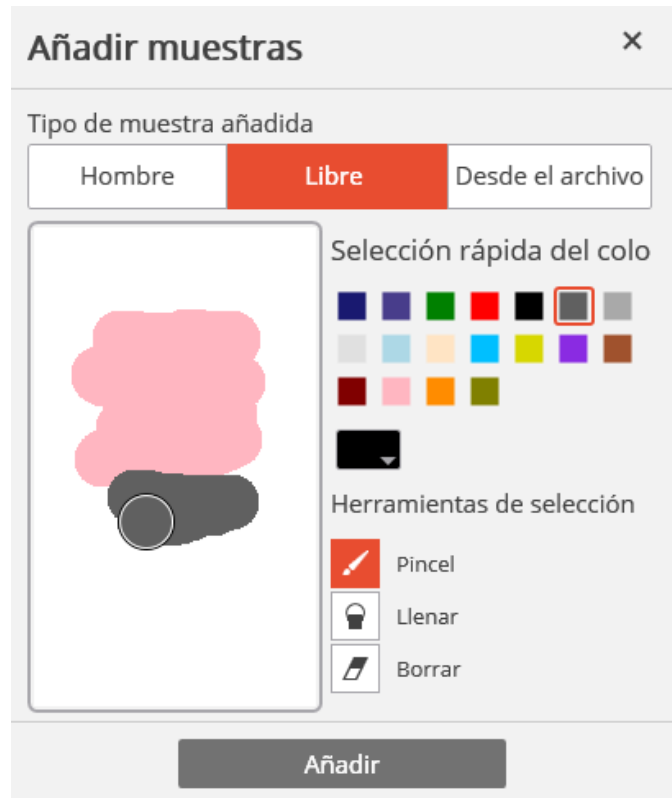 Añadir muestras
Tipo de muestra añadida
Hombre Libre Desde el archivo
Selección rápida del colo
Herramientas de selección
Pincel
Llenar
Borrar
Añadir